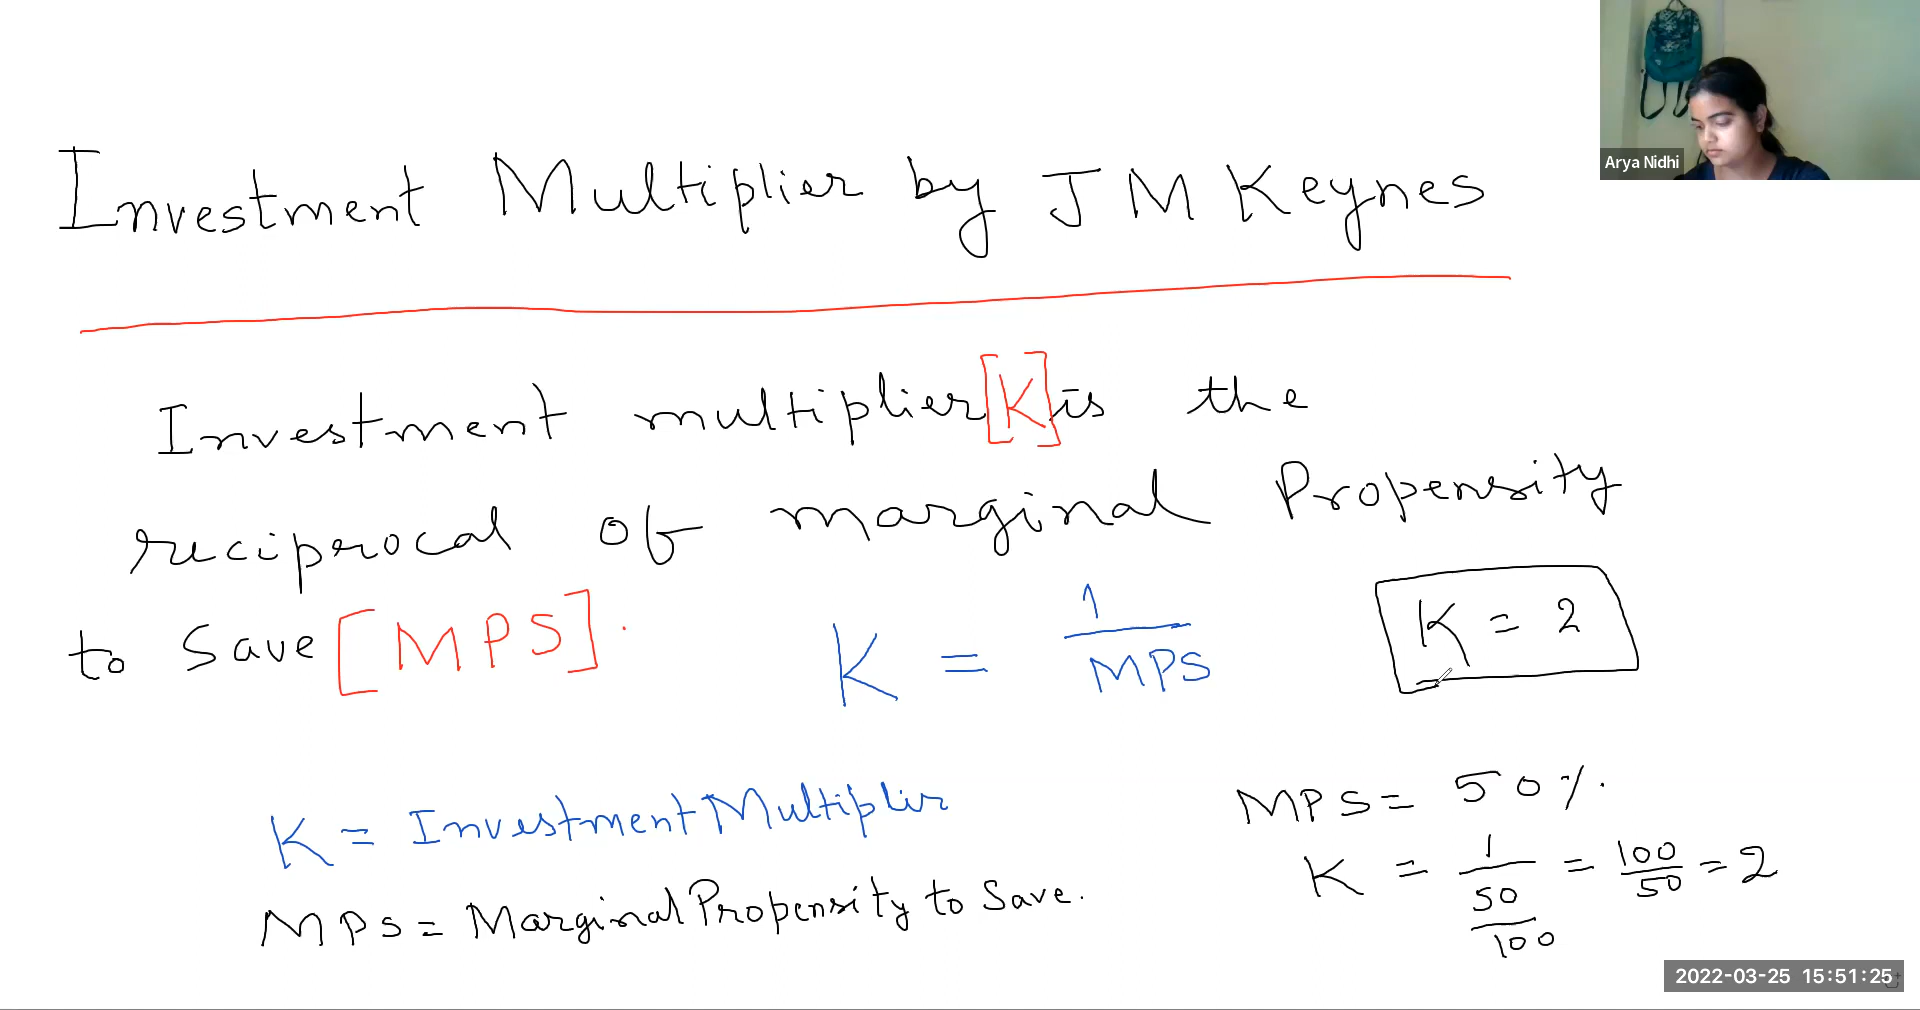 Arya Nidhi
Investment Multiplier by J M Keynes
Investment multiplier [K] is the
reciprocal of marginal Propensity
to Save [MPS].
K = 1/MPS
K = 2
K = Investment Multiplir
MPS = Marginal Propensity to Save.
MPS = 50%.
K = 1/(50/100) = 100/50 = 2
2022-03-25 15:51:25